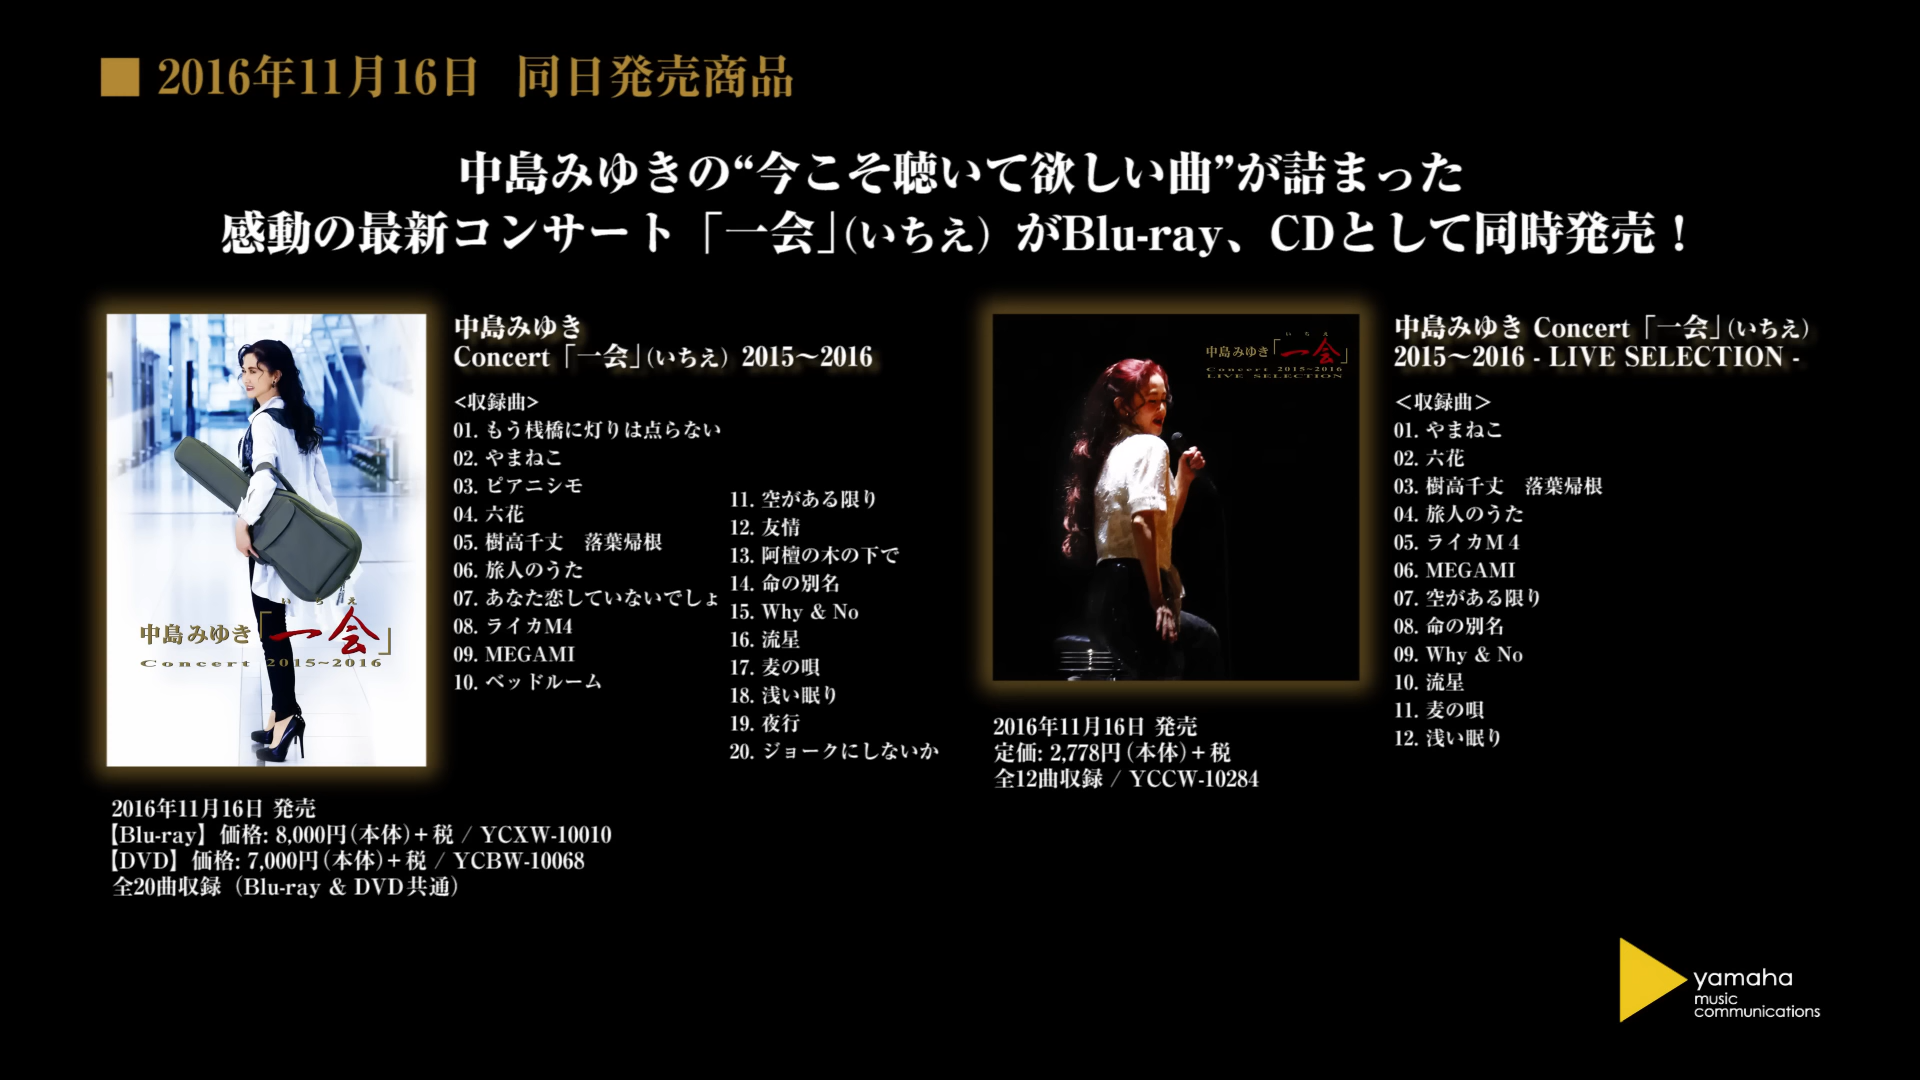 ■ 2016年11月16日 同日発売商品
中島みゆきの“今こそ聴いて欲しい曲”が詰まった
感動の最新コンサート「一会」(いちえ) がBlu-ray、CDとして同時発売！
いちえ
中島みゆき「一会」
Concert 2015~2016
中島みゆき
Concert「一会」(いちえ) 2015〜2016
<収録曲>
01. もう桟橋に灯りは点らない
02. やまねこ
03. ピアニシモ
04. 六花
05. 樹高千丈　落葉帰根
06. 旅人のうた
07. あなた恋していないでしょ
08. ライカM4
09. MEGAMI
10. ベッドルーム
11. 空がある限り
12. 友情
13. 阿檀の木の下で
14. 命の別名
15. Why & No
16. 流星
17. 麦の唄
18. 浅い眠り
19. 夜行
20. ジョークにしないか
2016年11月16日 発売
【Blu-ray】価格: 8,000円(本体)+税 / YCXW-10010
【DVD】価格: 7,000円(本体)+税 / YCBW-10068
全20曲収録（Blu-ray & DVD共通）
いちえ
中島みゆき「一会」
Concert 2015~2016
LIVE SELECTION
2016年11月16日 発売
定価: 2,778円(本体)+税
全12曲収録 / YCCW-10284
中島みゆき Concert「一会」(いちえ)
2015〜2016 - LIVE SELECTION -
＜収録曲＞
01. やまねこ
02. 六花
03. 樹高千丈　落葉帰根
04. 旅人のうた
05. ライカM４
06. MEGAMI
07. 空がある限り
08. 命の別名
09. Why & No
10. 流星
11. 麦の唄
12. 浅い眠り
yamaha
music
communications